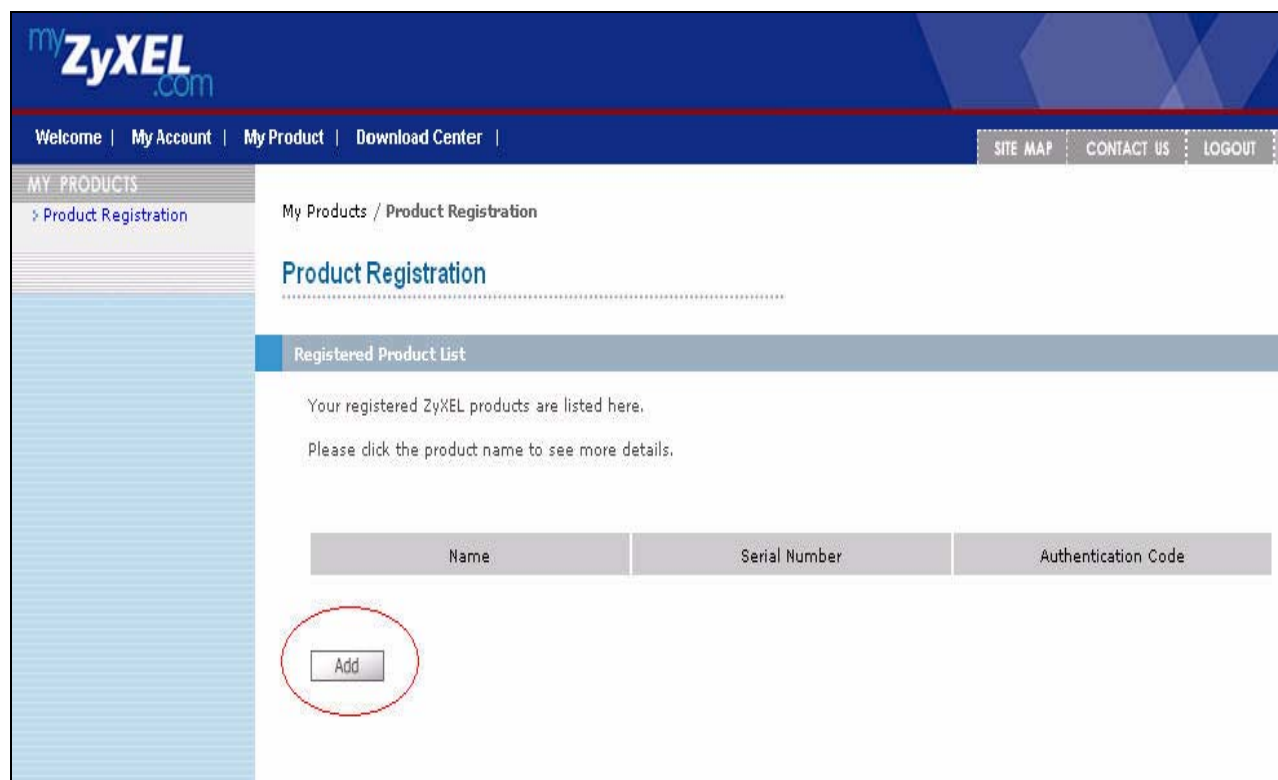 myZyXEL.com
Welcome | My Account | My Product | Download Center |
SITE MAP CONTACT US LOGOUT
MY PRODUCTS
Product Registration
My Products / Product Registration
Product Registration
Registered Product List
Your registered ZyXEL products are listed here.
Please click the product name to see more details.
Name Serial Number Authentication Code
Add